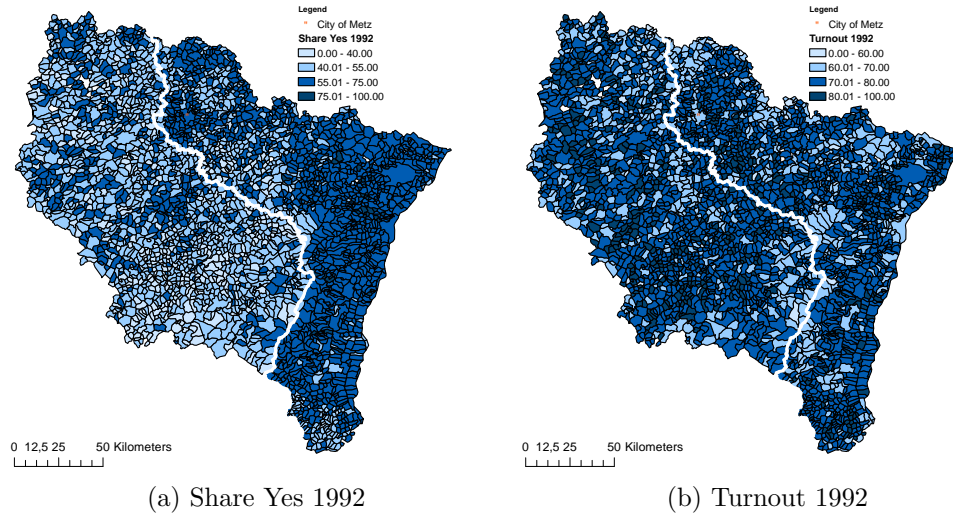 Legend
City of Metz
Share Yes 1992
0.00 - 40.00
40.01 - 55.00
55.01 - 75.00
75.01 - 100.00
0 12,5 25 50 Kilometers
(a) Share Yes 1992
Legend
City of Metz
Turnout 1992
0.00 - 60.00
60.01 - 70.00
70.01 - 80.00
80.01 - 100.00
0 12,5 25 50 Kilometers
(b) Turnout 1992